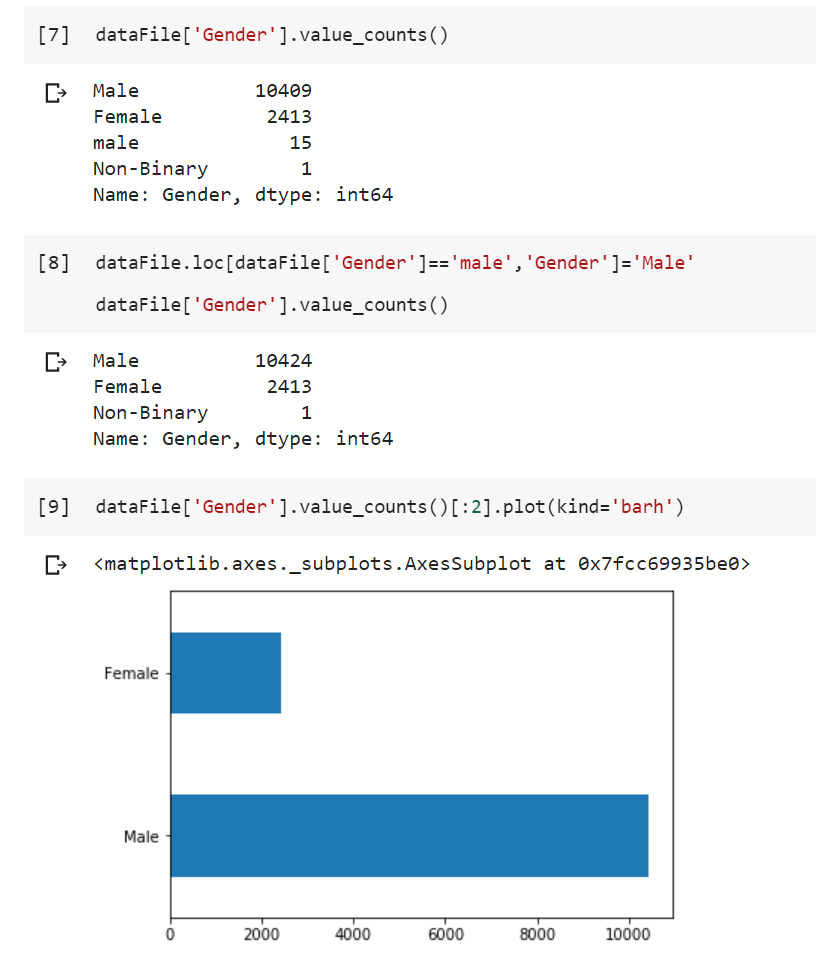 [7] dataFile['Gender'].value_counts()
Male 10409
Female 2413
male 15
Non-Binary 1
Name: Gender, dtype: int64
[8] dataFile.loc[dataFile['Gender']=='male','Gender']='Male'
dataFile['Gender'].value_counts()
Male 10424
Female 2413
Non-Binary 1
Name: Gender, dtype: int64
[9] dataFile['Gender'].value_counts()[:2].plot(kind='barh')
<matplotlib.axes._subplots.AxesSubplot at 0x7fcc69935be0>
Female
Male
0 2000 4000 6000 8000 10000